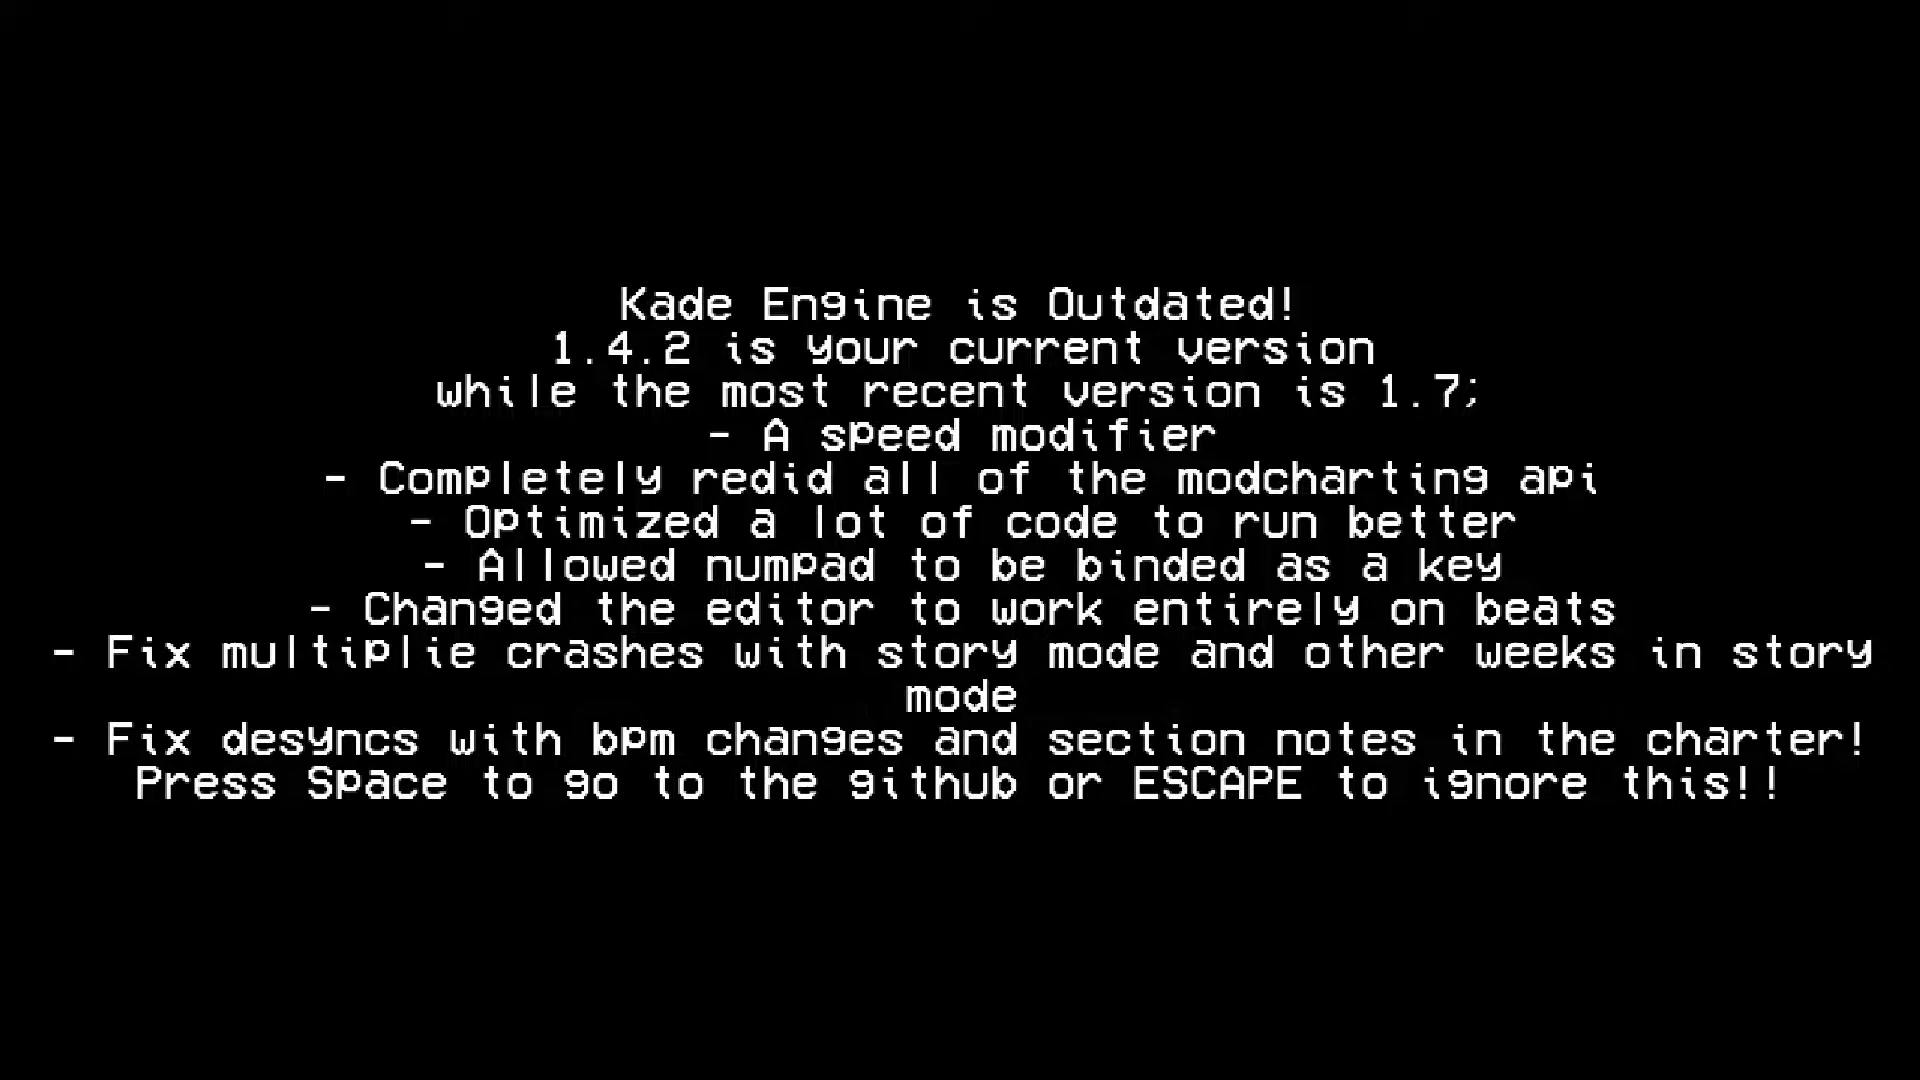 Kade Engine is Outdated!
1.4.2 is your current version
while the most recent version is 1.7;
- A speed modifier
- Completely redid all of the modcharting api
- Optimized a lot of code to run better
- Allowed numpad to be binded as a key
- Changed the editor to work entirely on beats
- Fix multiplie crashes with story mode and other weeks in story
mode
- Fix desyncs with bpm changes and section notes in the charter!
Press Space to go to the github or ESCAPE to ignore this!!